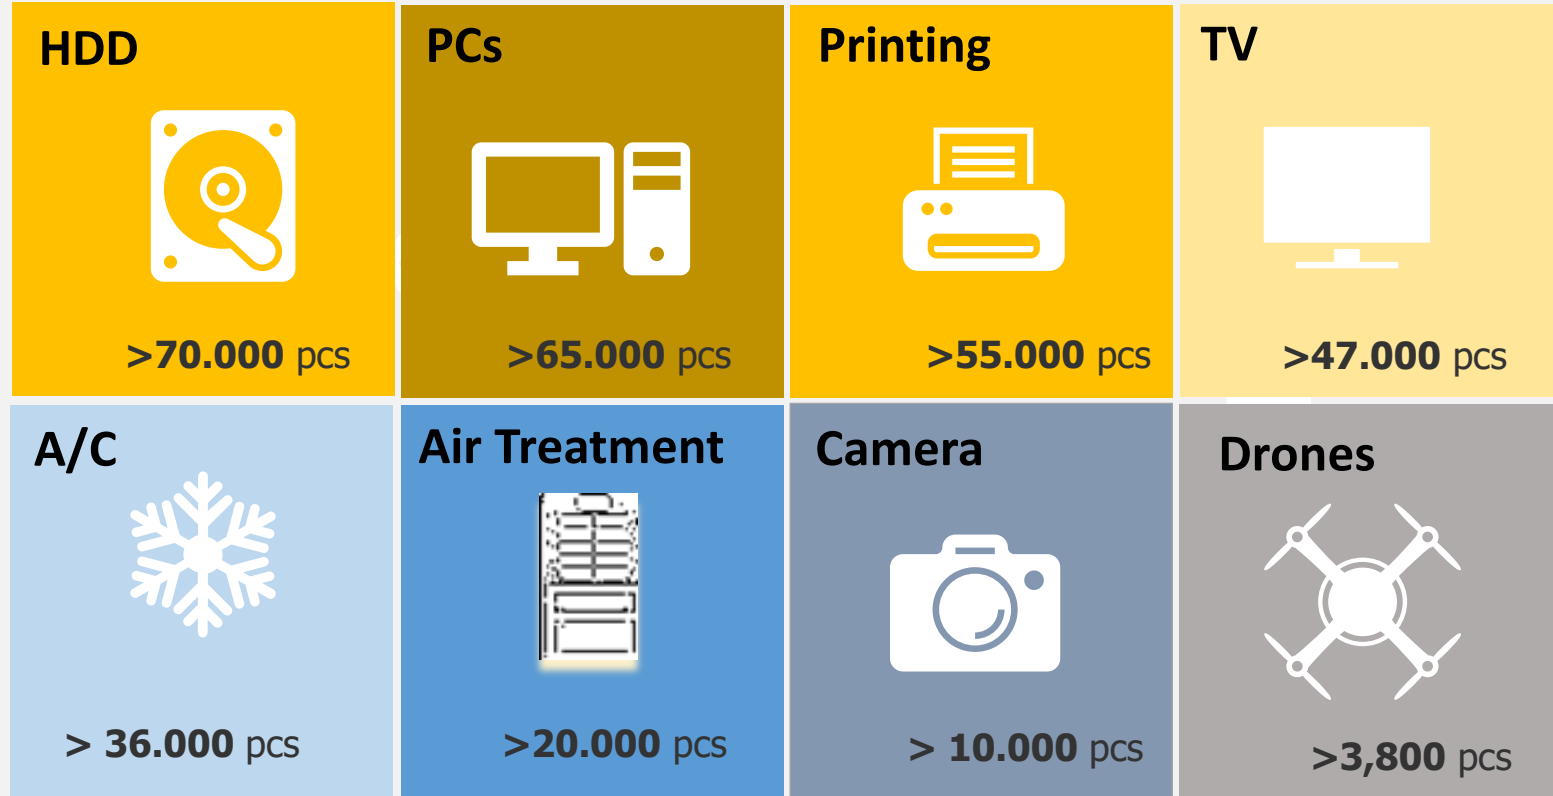 HDD
>70.000 pcs
PCs
>65.000 pcs
Printing
>55.000 pcs
TV
>47.000 pcs
A/C
> 36.000 pcs
Air Treatment
>20.000 pcs
Camera
> 10.000 pcs
Drones
>3,800 pcs